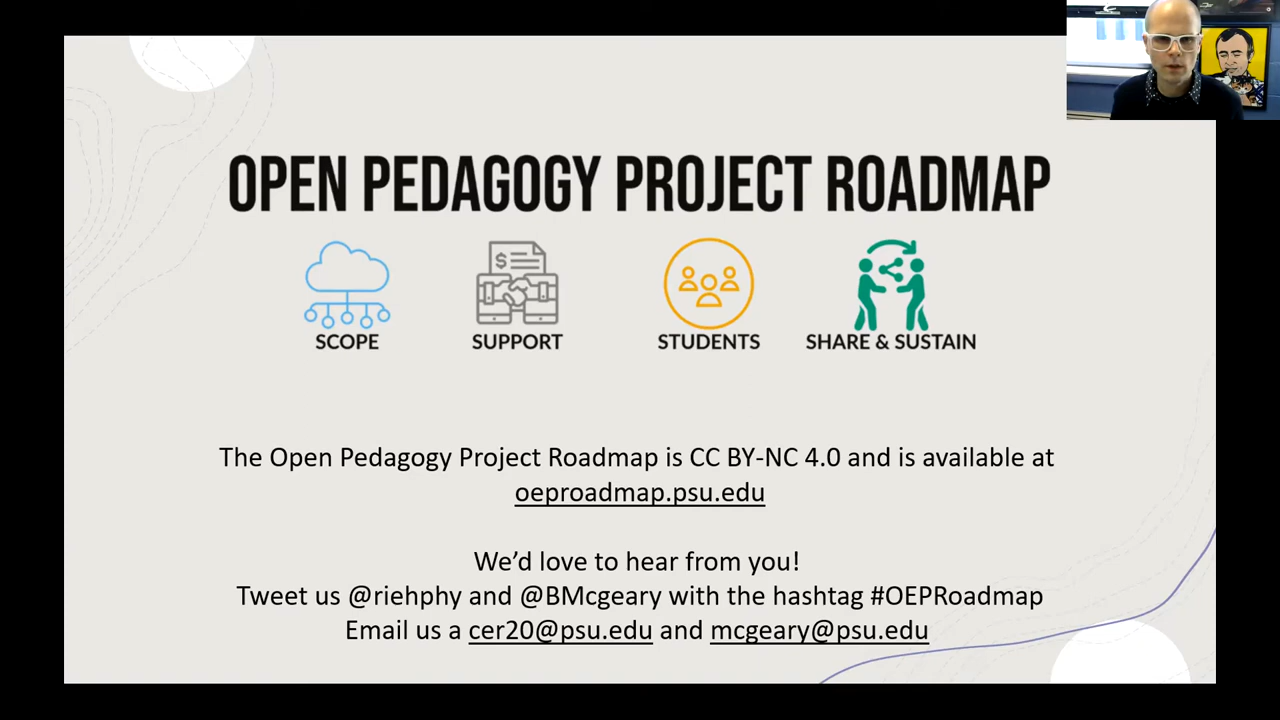 OPEN PEDAGOGY PROJECT ROADMAP
SCOPE
SUPPORT
STUDENTS
SHARE & SUSTAIN
The Open Pedagogy Project Roadmap is CC BY-NC 4.0 and is available at
oeproadmap.psu.edu
We’d love to hear from you!
Tweet us @riehphy and @BMcgeary with the hashtag #OEPRoadmap
Email us a cer20@psu.edu and mcgeary@psu.edu